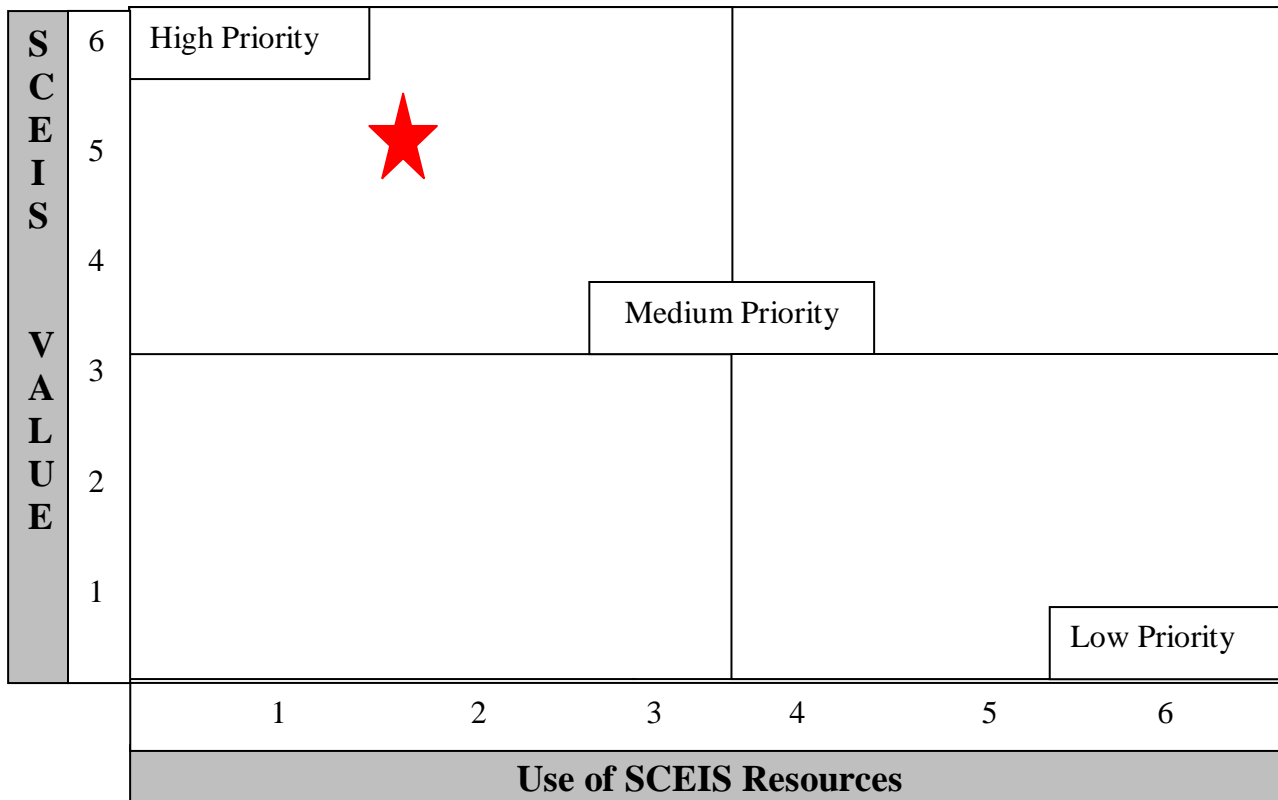 SCEIS VALUE
6
High Priority
5
4
Medium Priority
3
2
1
Low Priority
1 2 3 4 5 6
Use of SCEIS Resources